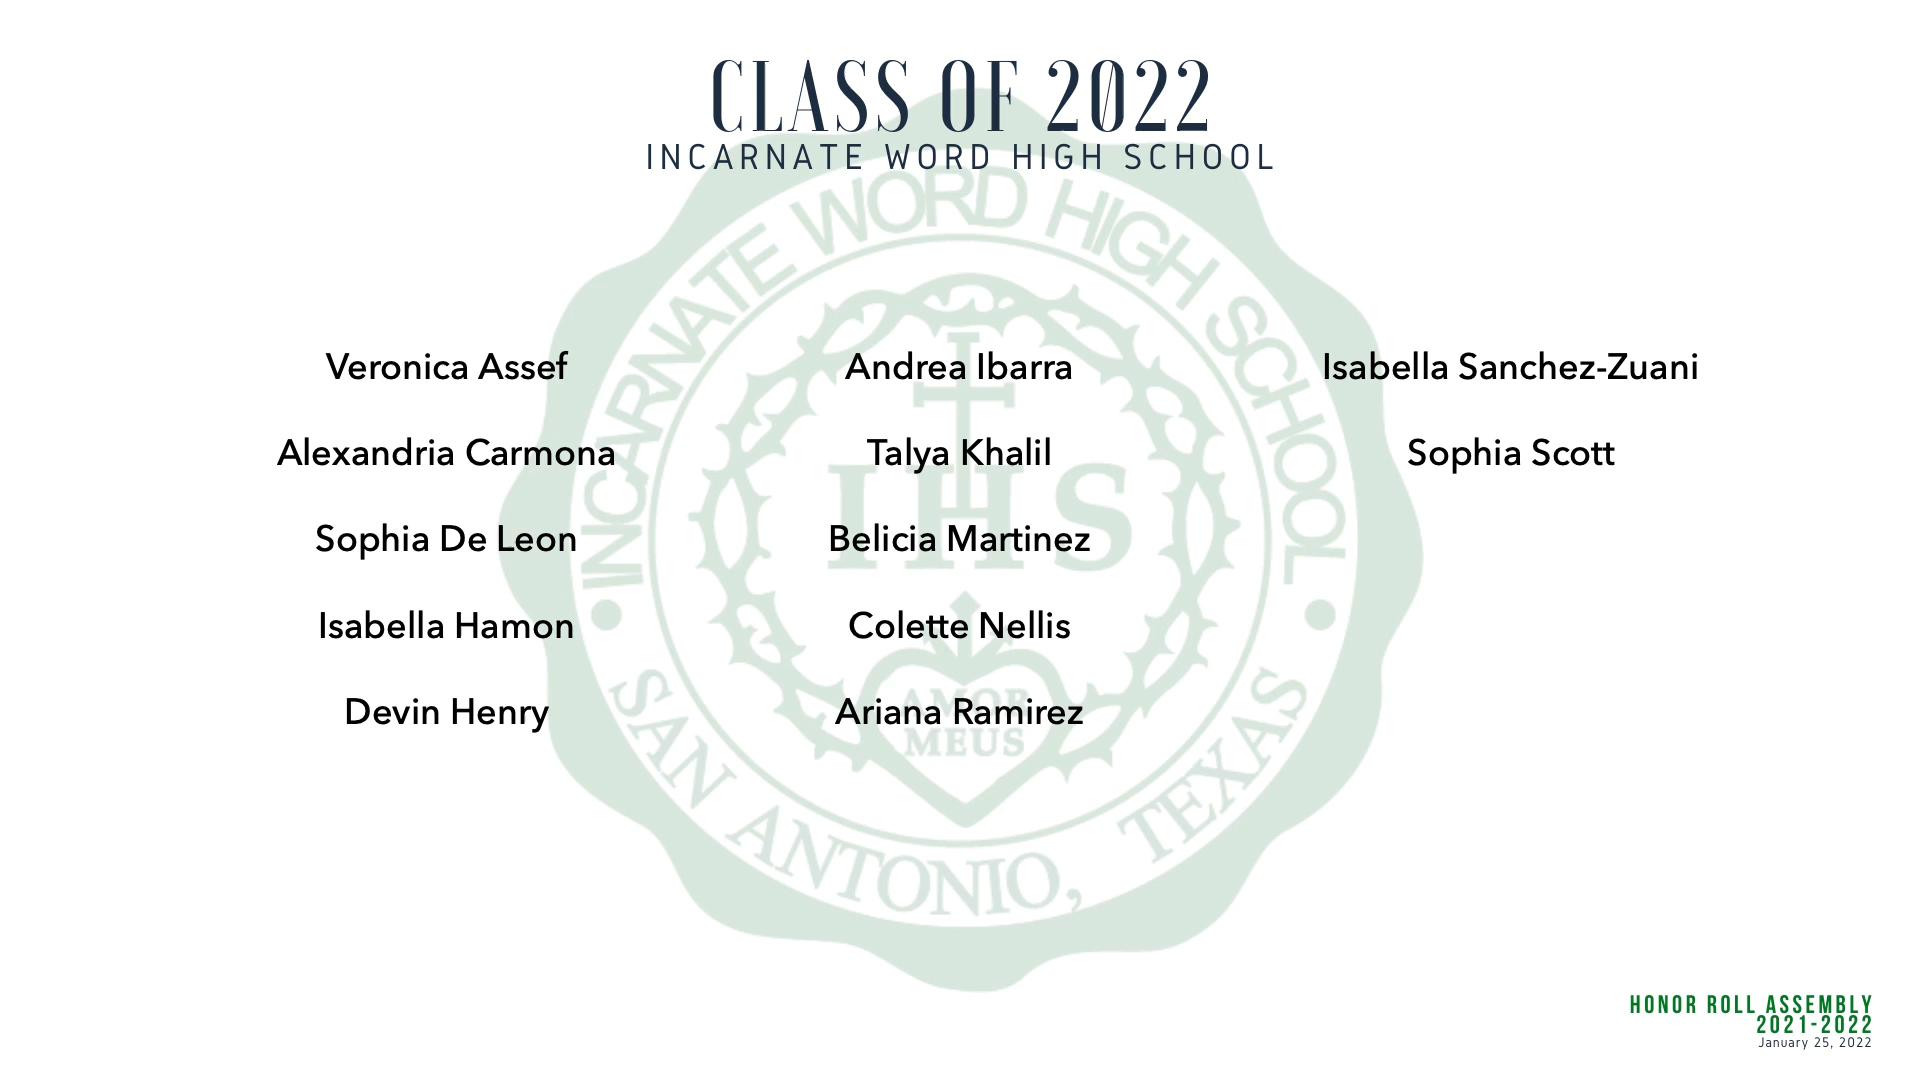 CLASS OF 2022
INCARNATE WORD HIGH SCHOOL
INCARNATE WORD HIGH SCHOOL
Veronica Assef
Alexandria Carmona
Sophia De Leon
Isabella Hamon
Devin Henry
Andrea Ibarra
Talya Khalil
Belicia Martinez
Colette Nellis
Ariana Ramirez
Isabella Sanchez-Zuani
Sophia Scott
IHS
AMOR
MEUS
SAN ANTONIO, TEXAS
HONOR ROLL ASSEMBLY
2021-2022
January 25, 2022